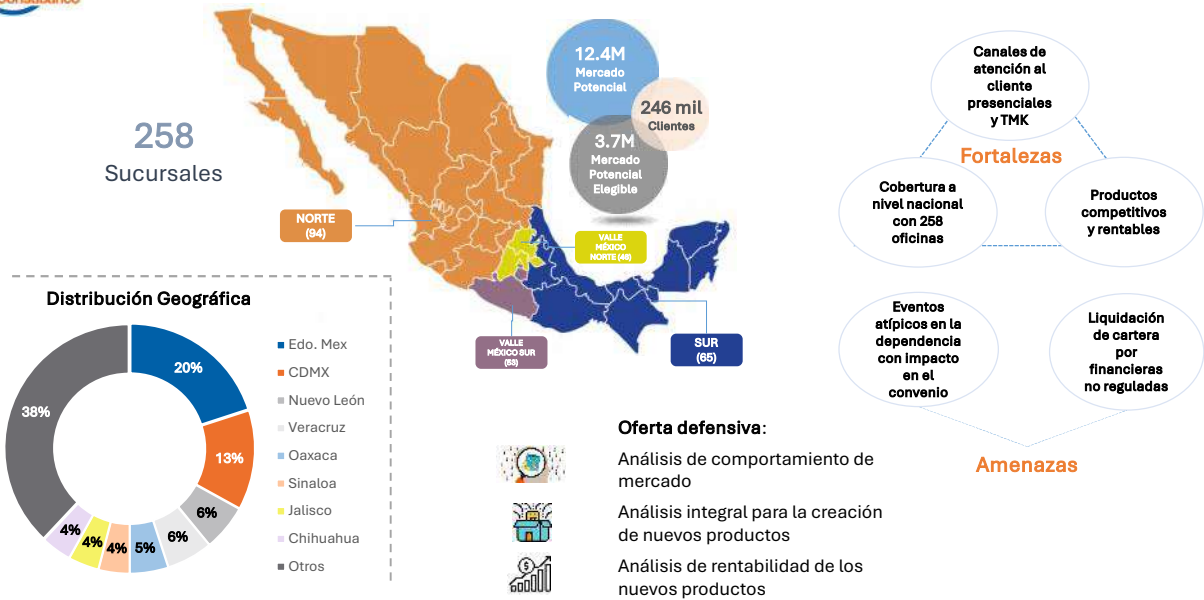 258
Sucursales
12.4M
Mercado
Potencial
246 mil
Clientes
3.7M
Mercado
Potencial
Elegible
NORTE
(94)
VALLE
MÉXICO
NORTE (46)
VALLE
MÉXICO SUR
(53)
SUR
(65)
Distribución Geográfica
20%
13%
6%
6%
5%
4%
4%
4%
38%
Edo. Mex
CDMX
Nuevo León
Veracruz
Oaxaca
Sinaloa
Jalisco
Chihuahua
Otros
Oferta defensiva:
Análisis de comportamiento de
mercado
Análisis integral para la creación
de nuevos productos
Análisis de rentabilidad de los
nuevos productos
Canales de
atención al
cliente
presenciales
y TMK
Fortalezas
Cobertura a
nivel nacional
con 258
oficinas
Productos
competitivos
y rentables
Eventos
atípicos en la
dependencia
con impacto
en el
convenio
Liquidación
de cartera
por
financieras
no reguladas
Amenazas